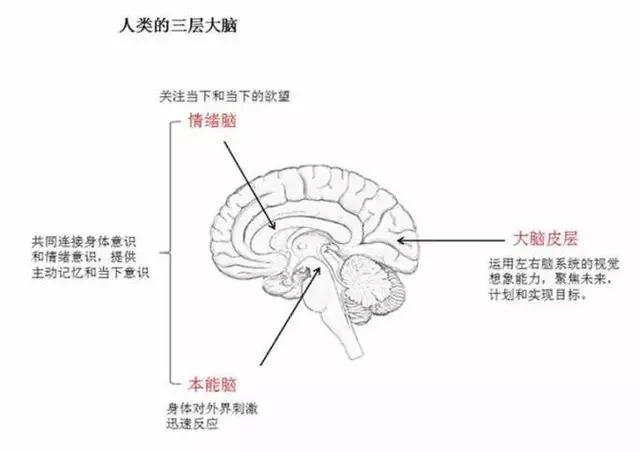 人类的三层大脑
关注当下和当下的欲望
情绪脑
共同连接身体意识
和情绪意识，提供
主动记忆和当下意识
大脑皮层
运用左右脑系统的视觉
想象能力，聚焦未来，
计划和实现目标。
本能脑
身体对外界刺激
迅速反应